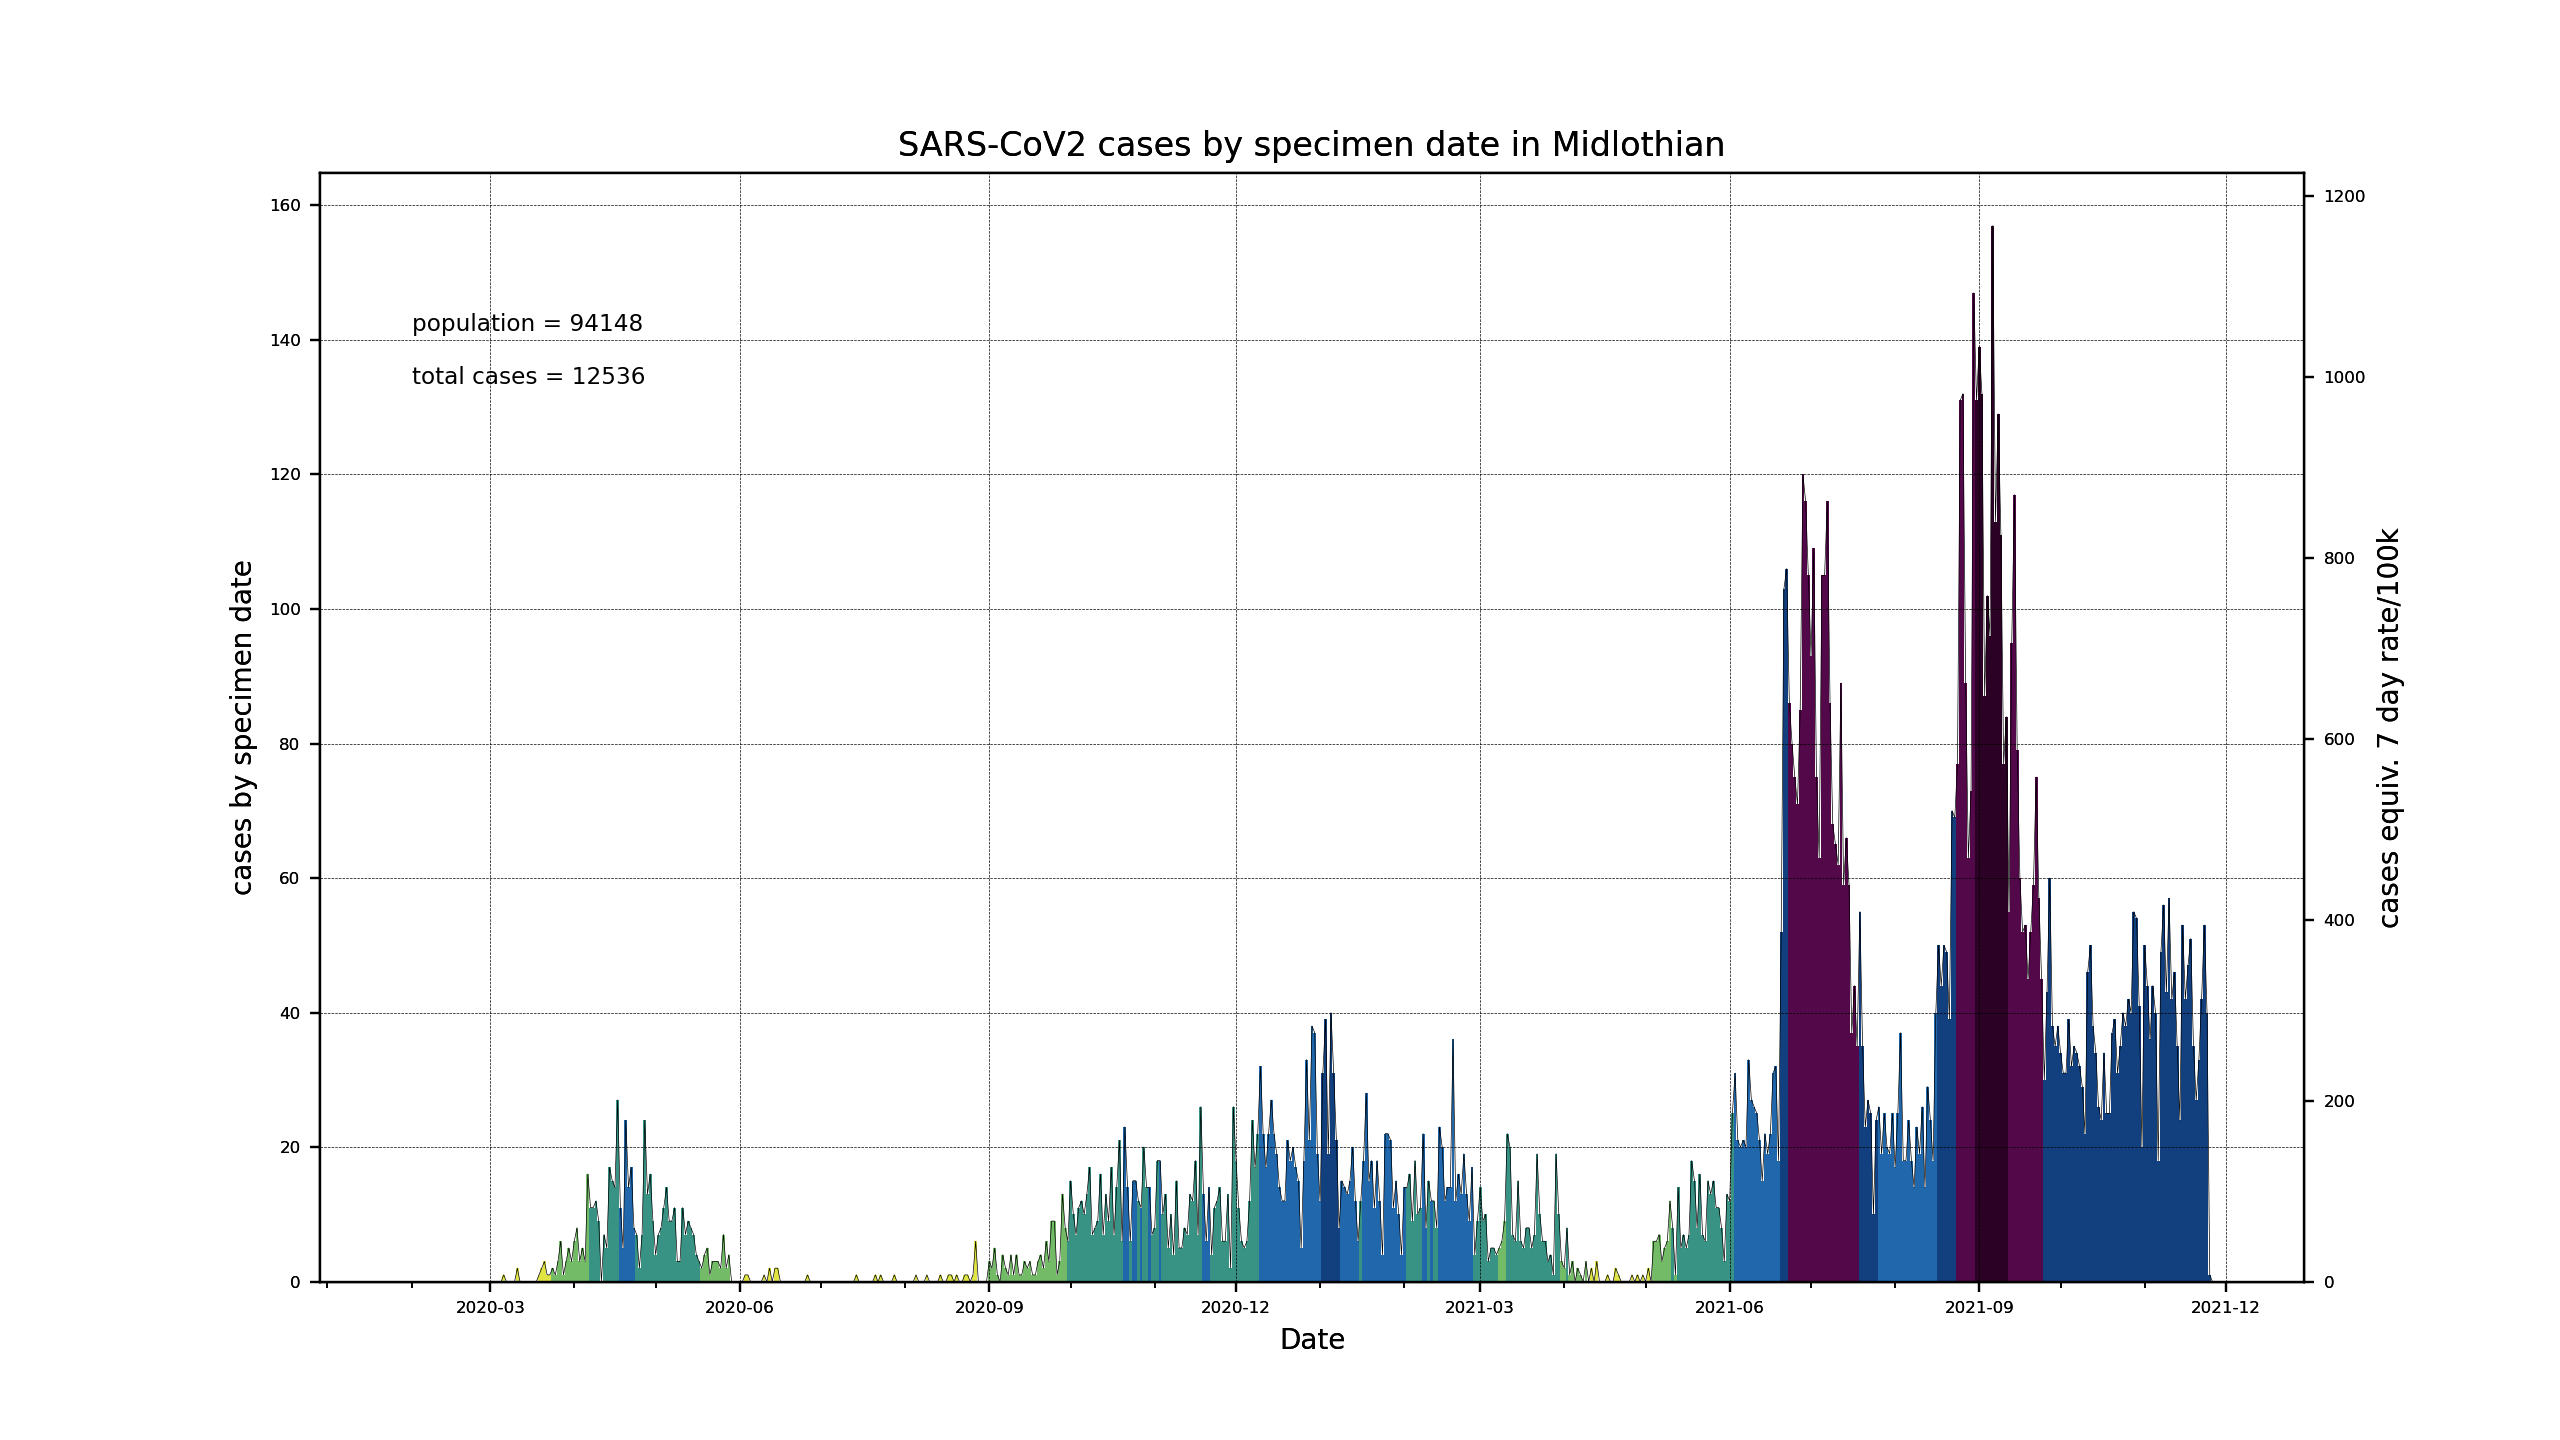 SARS-CoV2 cases by specimen date in Midlothian
population = 94148
total cases = 12536
cases by specimen date
160
140
120
100
80
60
40
20
0
1200
1000
800
600
400
200
0
cases equiv. 7 day rate/100k
2020-03 2020-06 2020-09 2020-12 2021-03 2021-06 2021-09 2021-12
Date